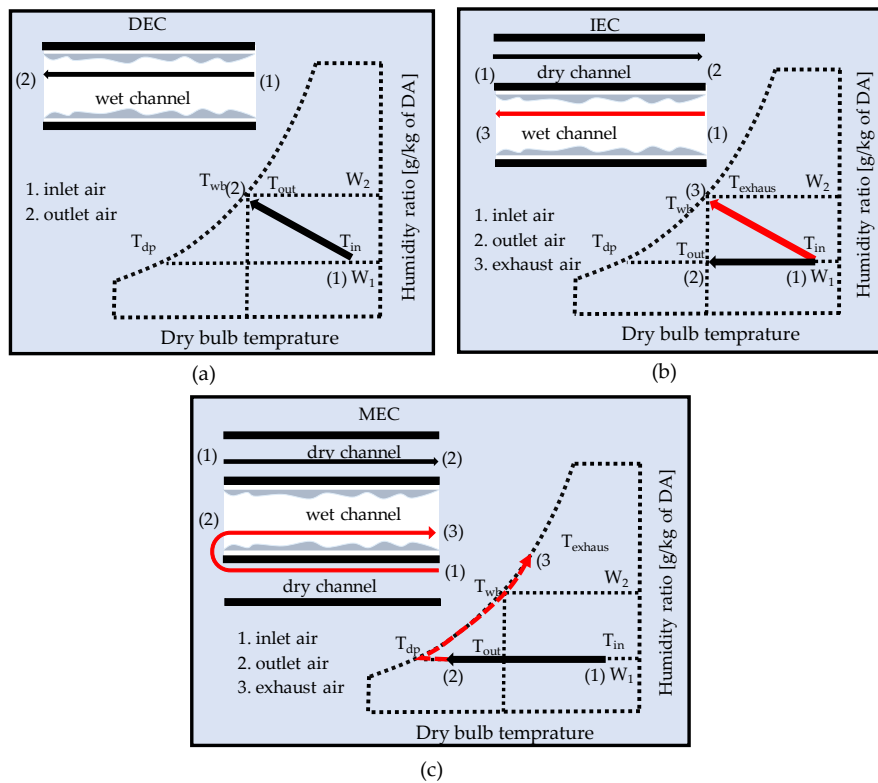 DEC
(2)
(1)
wet channel
1. inlet air
2. outlet air
Twb
(2)
Tout
W2
Tdp
Tin
(1)
W1
Humidity ratio [g/kg of DA]
Dry bulb temprature
(a)
IEC
(1)
dry channel
(2
(3
wet channel
(1)
1. inlet air
2. outlet air
3. exhaust air
(3)
Texhaus
Twb
W2
Tdp
Tout
Tin
(2)
(1)
W1
Humidity ratio [g/kg of DA]
Dry bulb temprature
(b)
MEC
(1)
dry channel
(2)
(2)
wet channel
(3)
(1)
dry channel
1. inlet air
2. outlet air
3. exhaust air
(3
Texhaus
Twb
W2
Tdp
Tout
Tin
(2)
(1)
W1
Humidity ratio [g/kg of DA]
Dry bulb temprature
(c)